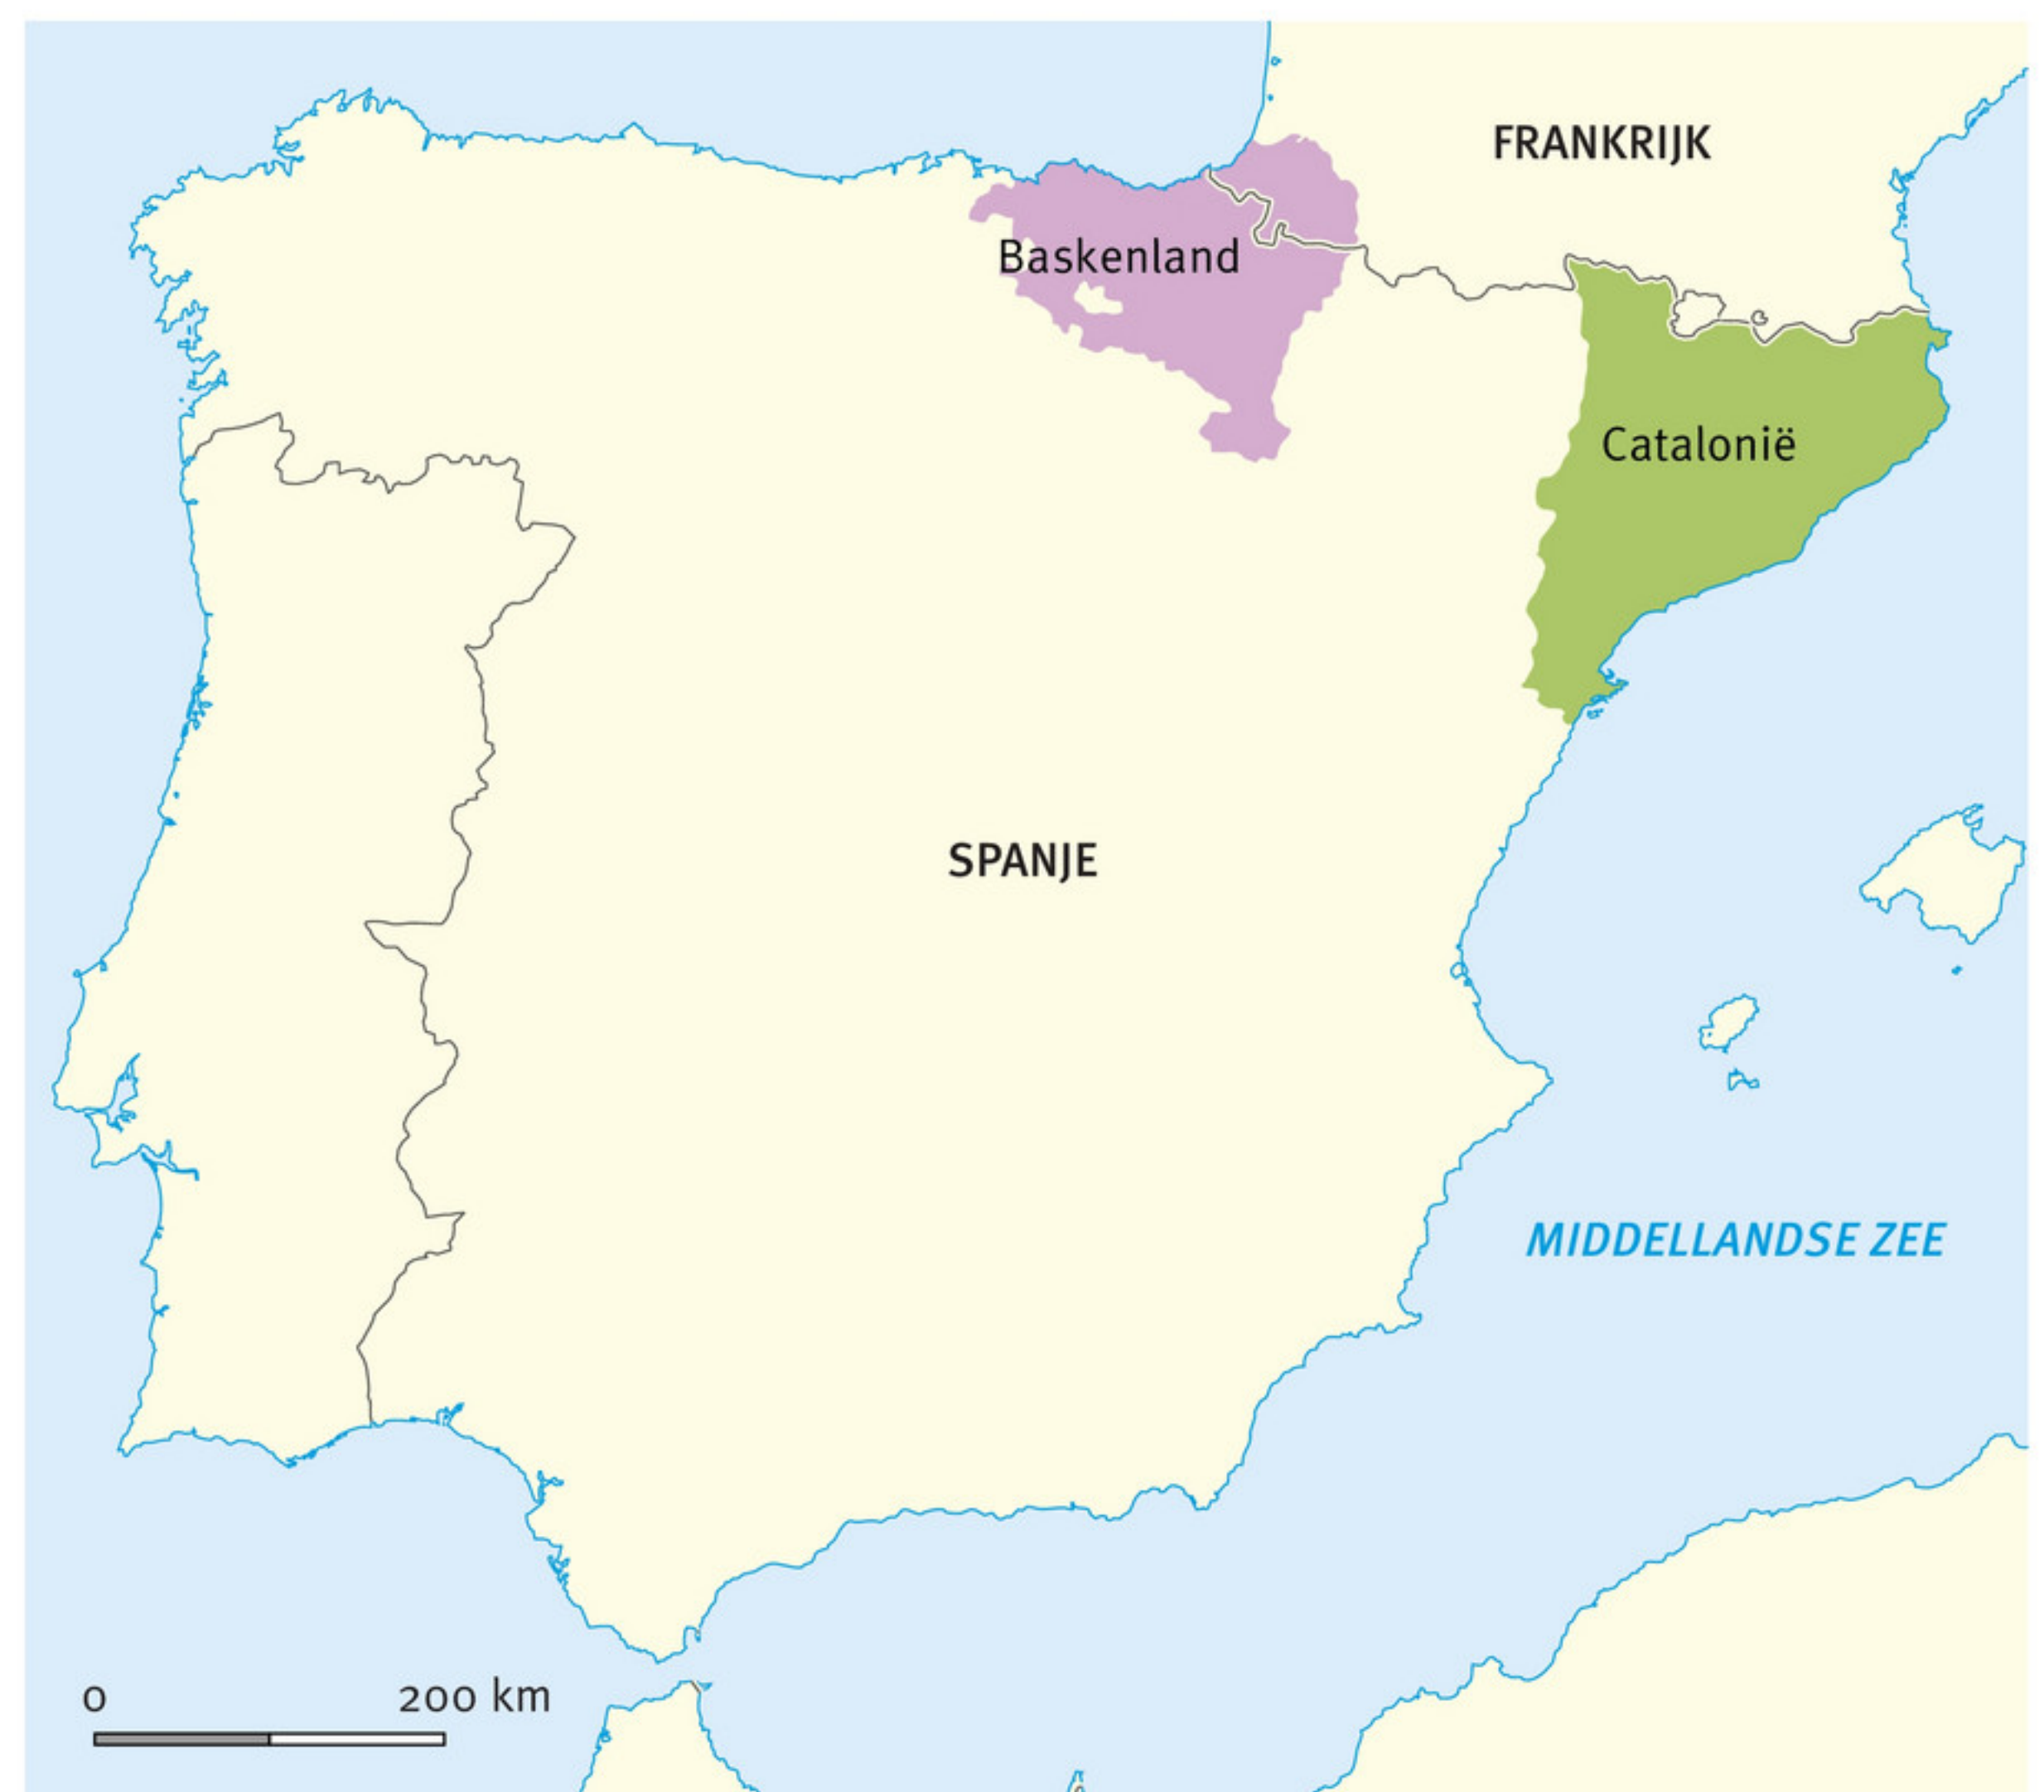 FRANKRIJK
Baskenland
Catalonië
SPANJE
MIDDELLANDSE ZEE
0 200 km